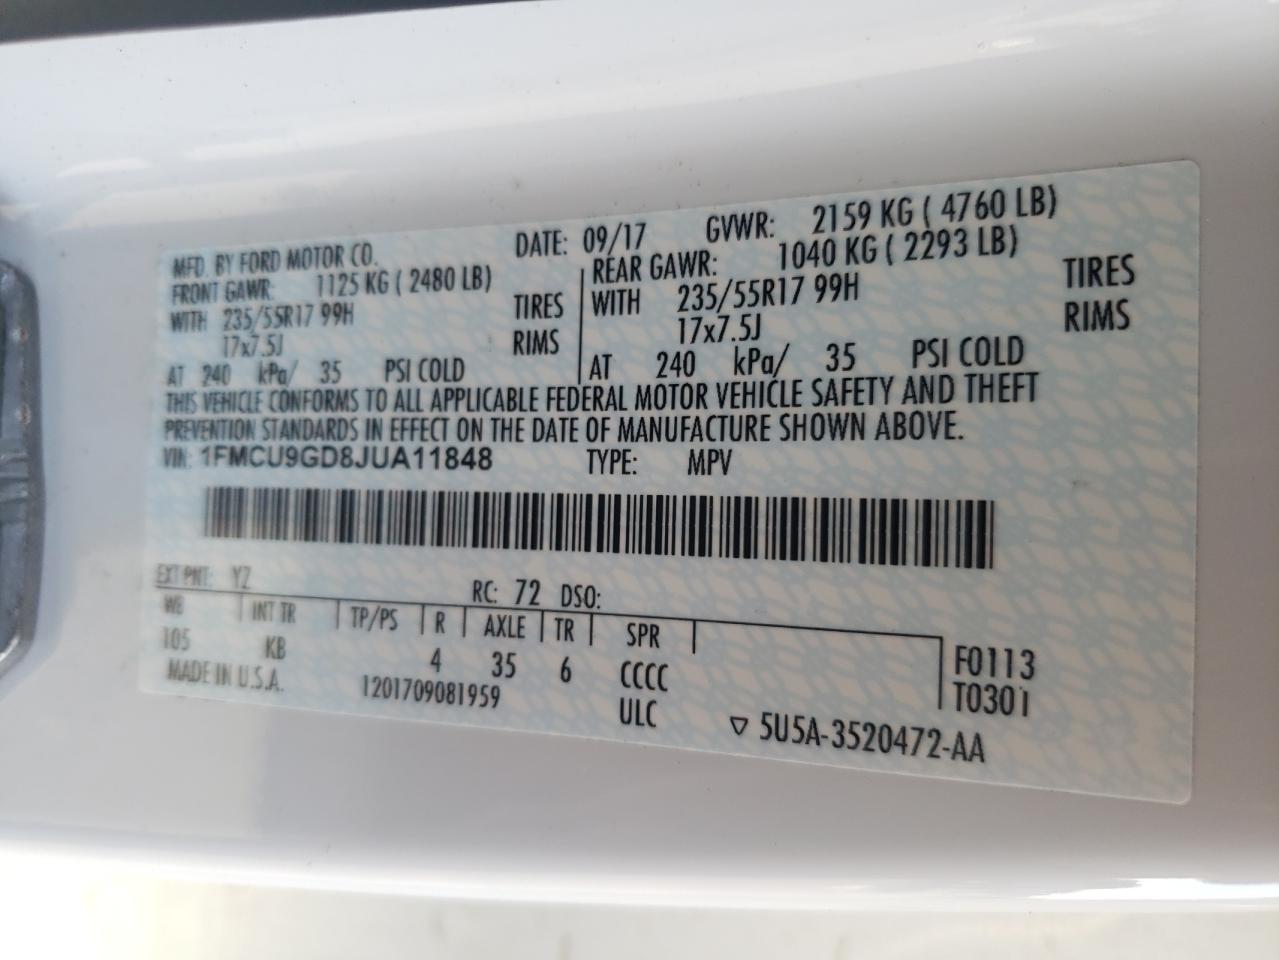 MFD. BY FORD MOTOR CO. DATE: 09/17 GVWR: 2159 KG ( 4760 LB)
FRONT GAWR: 1125 KG ( 2480 LB) REAR GAWR: 1040 KG ( 2293 LB)
WITH 235/55R17 99H TIRES WITH 235/55R17 99H TIRES
17x7.5J RIMS 17x7.5J RIMS
AT 240 kPa/ 35 PSI COLD AT 240 kPa/ 35 PSI COLD
THIS VEHICLE CONFORMS TO ALL APPLICABLE FEDERAL MOTOR VEHICLE SAFETY AND THEFT
PREVENTION STANDARDS IN EFFECT ON THE DATE OF MANUFACTURE SHOWN ABOVE.
VIN: 1FMCU9GD8JUA11848 TYPE: MPV
EXT PNT: YZ RC: 72 DSO:
WB INT TR TP/PS R AXLE TR SPR
105 KB 4 35 6 CCCC F0113
MADE IN U.S.A. 1201709081959 ULC T0301
▽ 5U5A-3520472-AA